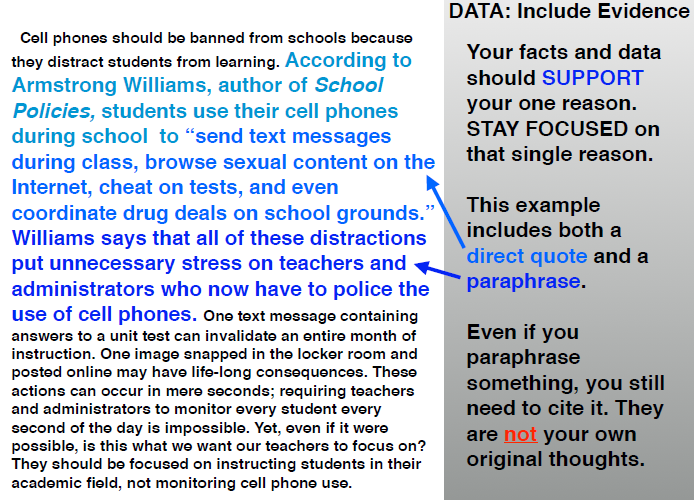 Cell phones should be banned from schools because
they distract students from learning. According to
Armstrong Williams, author of School
Policies, students use their cell phones
during school to “send text messages
during class, browse sexual content on the
Internet, cheat on tests, and even
coordinate drug deals on school grounds.”
Williams says that all of these distractions
put unnecessary stress on teachers and
administrators who now have to police the
use of cell phones. One text message containing
answers to a unit test can invalidate an entire month of
instruction. One image snapped in the locker room and
posted online may have life-long consequences. These
actions can occur in mere seconds; requiring teachers
and administrators to monitor every student every
second of the day is impossible. Yet, even if it were
possible, is this what we want our teachers to focus on?
They should be focused on instructing students in their
academic field, not monitoring cell phone use.
DATA: Include Evidence
Your facts and data
should SUPPORT
your one reason.
STAY FOCUSED on
that single reason.
This example
includes both a
direct quote and a
paraphrase.
Even if you
paraphrase
something, you still
need to cite it. They
are not your own
original thoughts.